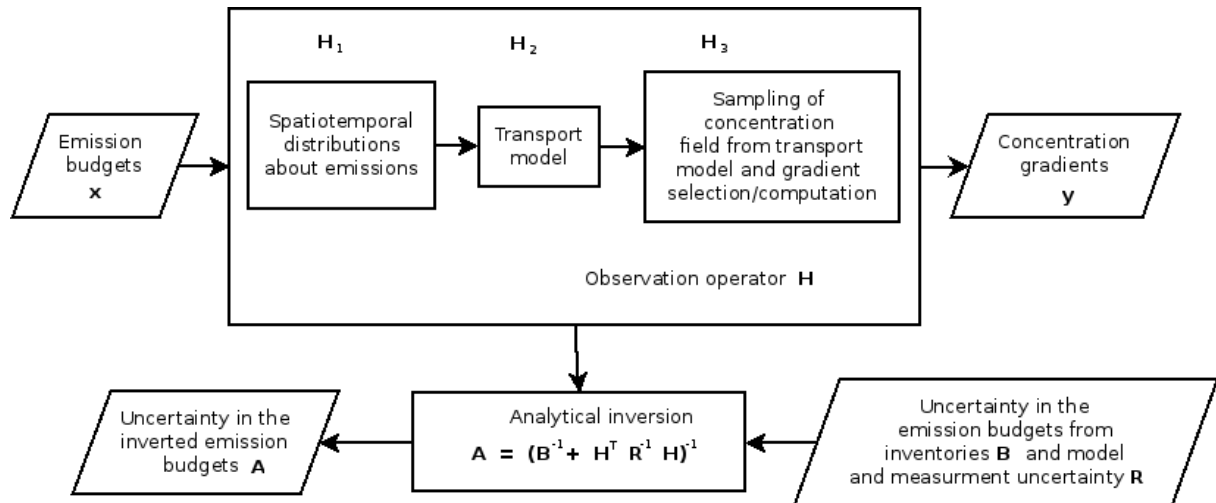 H1
H2
H3
Emission
budgets
x
Spatiotemporal
distributions
about emissions
Transport
model
Sampling of
concentration
field from transport
model and gradient
selection/computation
Concentration
gradients
y
Observation operator H
Uncertainty in the
inverted emission
budgets A
Analytical inversion
A = (B⁻¹+ Hᵀ R⁻¹ H)⁻¹
Uncertainty in the
emission budgets from
inventories B and model
and measurment uncertainty R